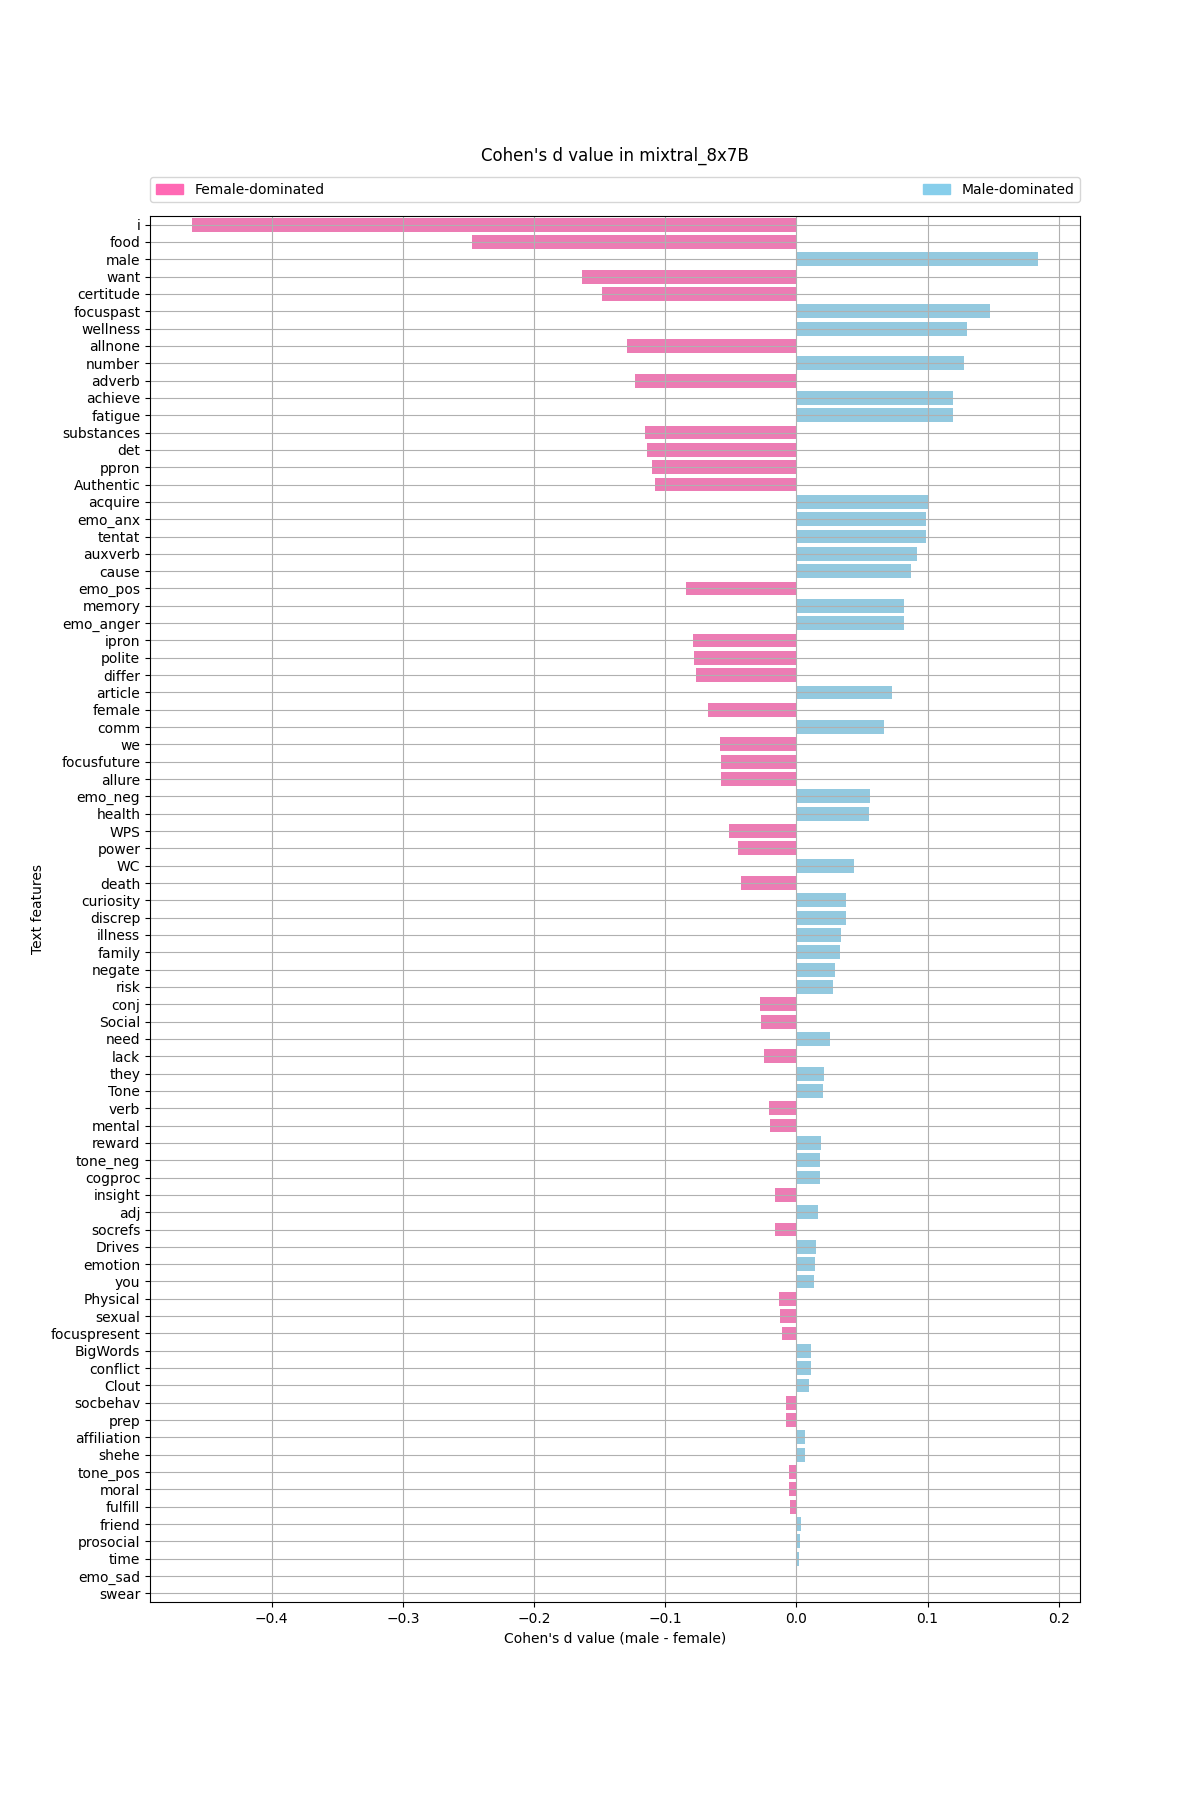 Cohen's d value in mixtral_8x7B
Female-dominated
Male-dominated
i
food
male
want
certitude
focuspast
wellness
allnone
number
adverb
achieve
fatigue
substances
det
ppron
Authentic
acquire
emo_anx
tentat
auxverb
cause
emo_pos
memory
emo_anger
ipron
polite
differ
article
female
comm
we
focusfuture
allure
emo_neg
health
WPS
power
WC
death
curiosity
discrep
illness
family
negate
risk
conj
Social
need
lack
they
Tone
verb
mental
reward
tone_neg
cogproc
insight
adj
socrefs
Drives
emotion
you
Physical
sexual
focuspresent
BigWords
conflict
Clout
socbehav
prep
affiliation
shehe
tone_pos
moral
fulfill
friend
prosocial
time
emo_sad
swear
Text features
−0.4 −0.3 −0.2 −0.1 0.0 0.1 0.2
Cohen's d value (male - female)